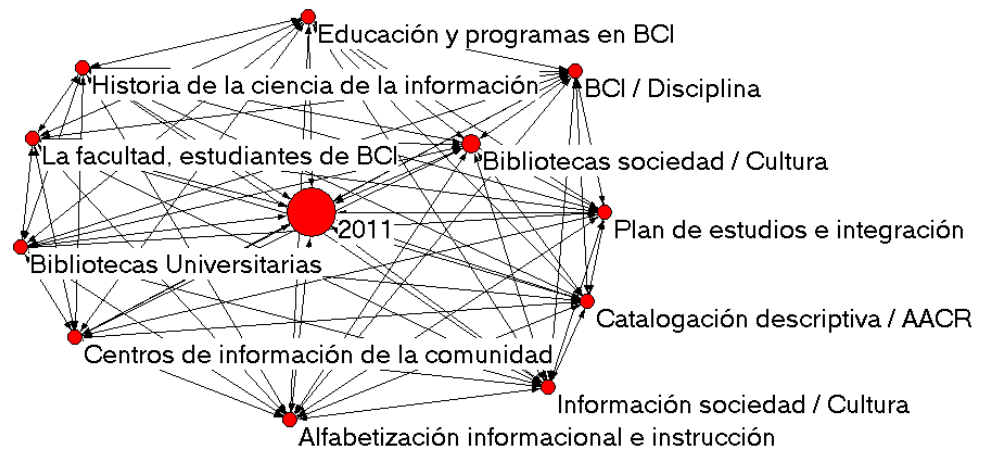 Educación y programas en BCI
Historia de la ciencia de la información
BCI / Disciplina
La facultad, estudiantes de BCI
Bibliotecas sociedad / Cultura
2011
Plan de estudios e integración
Bibliotecas Universitarias
Catalogación descriptiva / AACR
Centros de información de la comunidad
Información sociedad / Cultura
Alfabetización informacional e instrucción